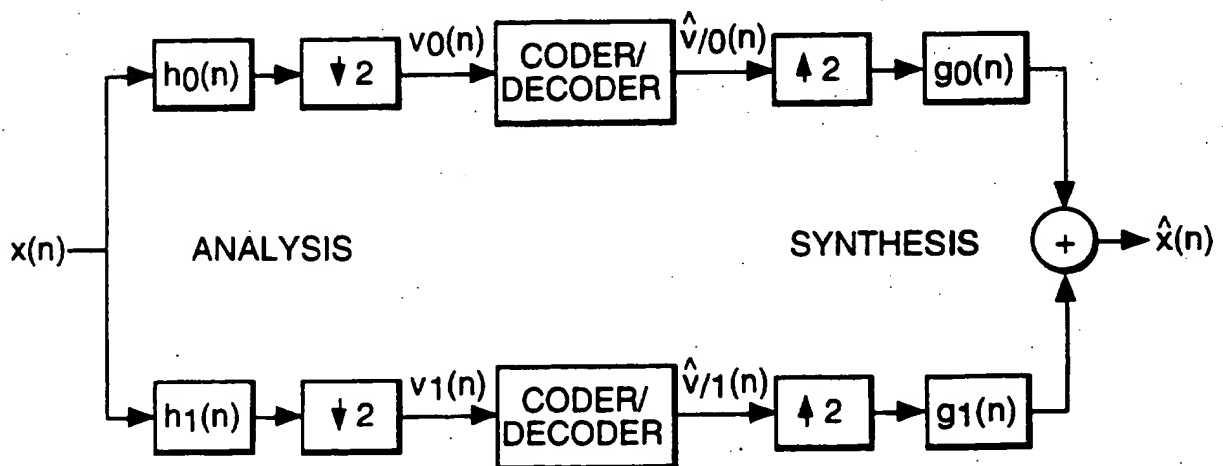 h0(n)
↓ 2
v0(n)
CODER/
DECODER
v̂/0(n)
↑ 2
g0(n)
x(n)
ANALYSIS
SYNTHESIS
+
x̂(n)
h1(n)
↓ 2
v1(n)
CODER/
DECODER
v̂/1(n)
↑ 2
g1(n)